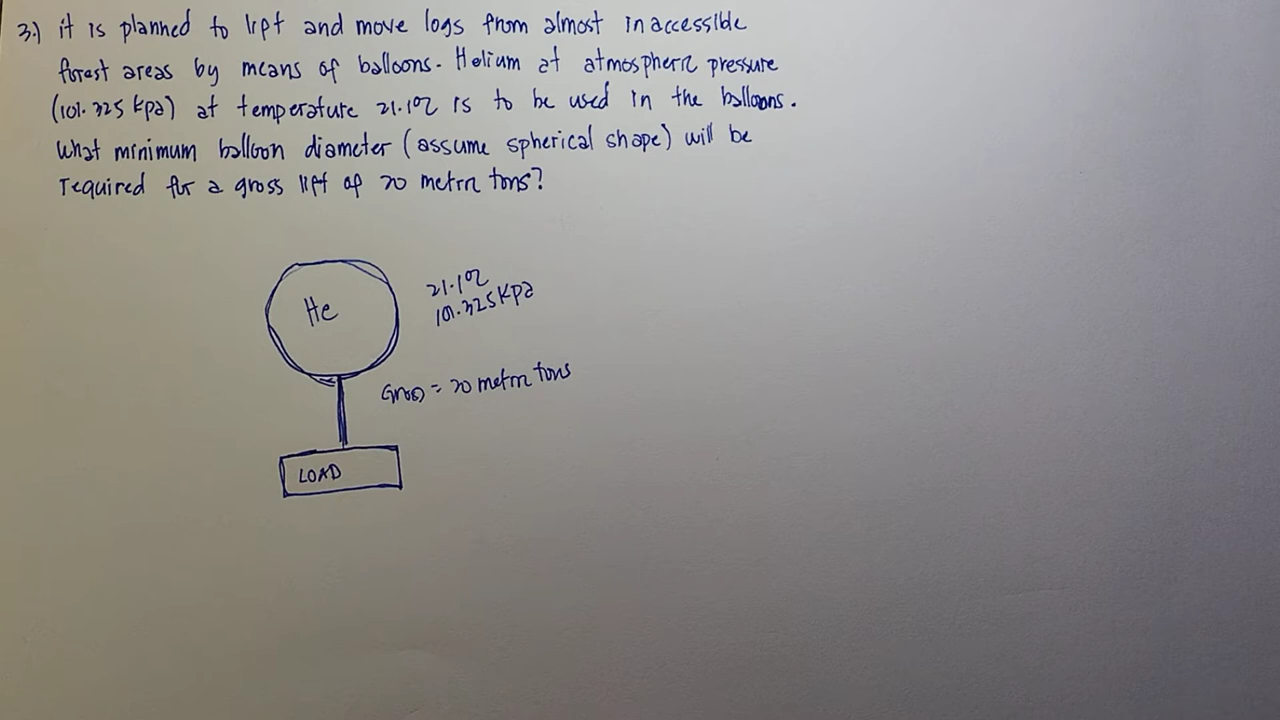 3.) it is planned to lift and move logs from almost inaccessible
forest areas by means of balloons. Helium at atmospheric pressure
(101.325 kpa) at temperature 21.1°C is to be used in the balloons.
What minimum balloon diameter (assume spherical shape) will be
required for a gross lift of 20 metric tons?
He
21.1°C
101.325 Kpa
Gross = 20 metric tons
LOAD